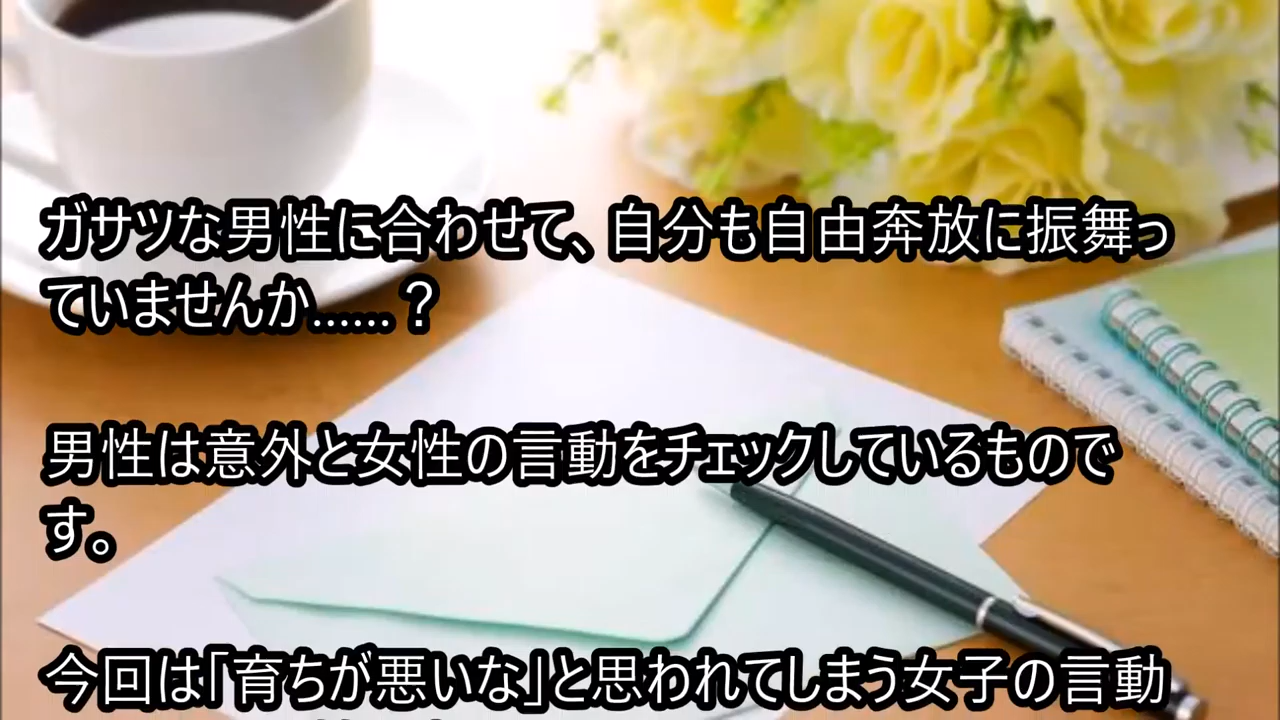 ガサツな男性に合わせて、自分も自由奔放に振舞っ
ていませんか……？
男性は意外と女性の言動をチェックしているもので
す。
今回は「育ちが悪いな」と思われてしまう女子の言動